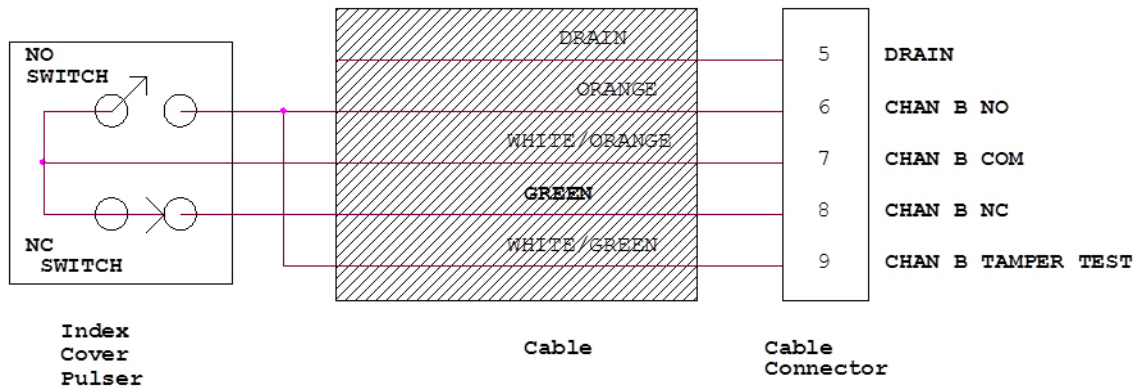 NO
SWITCH
DRAIN
5 DRAIN
ORANGE
6 CHAN B NO
WHITE/ORANGE
7 CHAN B COM
GREEN
8 CHAN B NC
NC
SWITCH
WHITE/GREEN
9 CHAN B TAMPER TEST
Index
Cover
Pulser
Cable
Cable
Connector